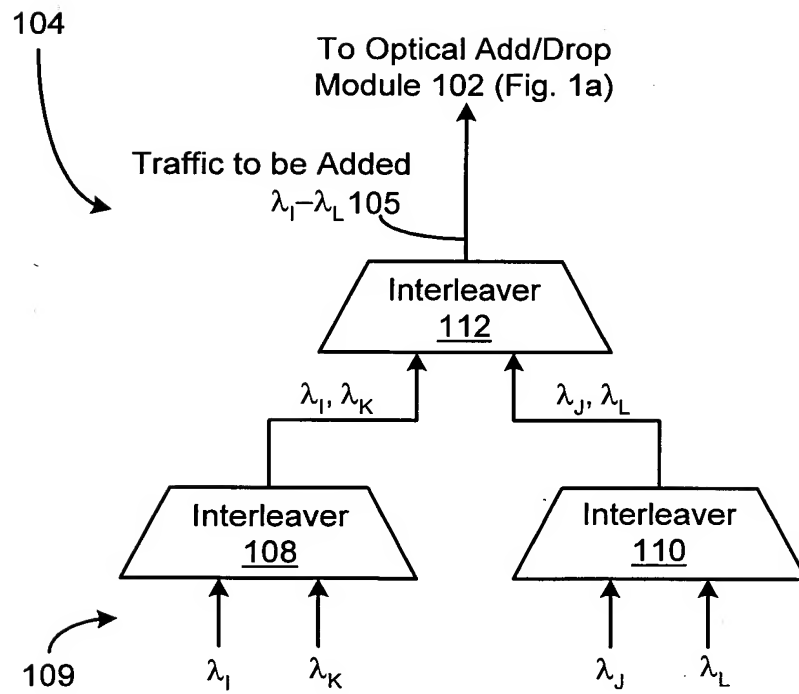 104
To Optical Add/Drop
Module 102 (Fig. 1a)
Traffic to be Added
λI–λL 105
Interleaver
112
λI, λK
λJ, λL
Interleaver
108
Interleaver
110
109
λI
λK
λJ
λL